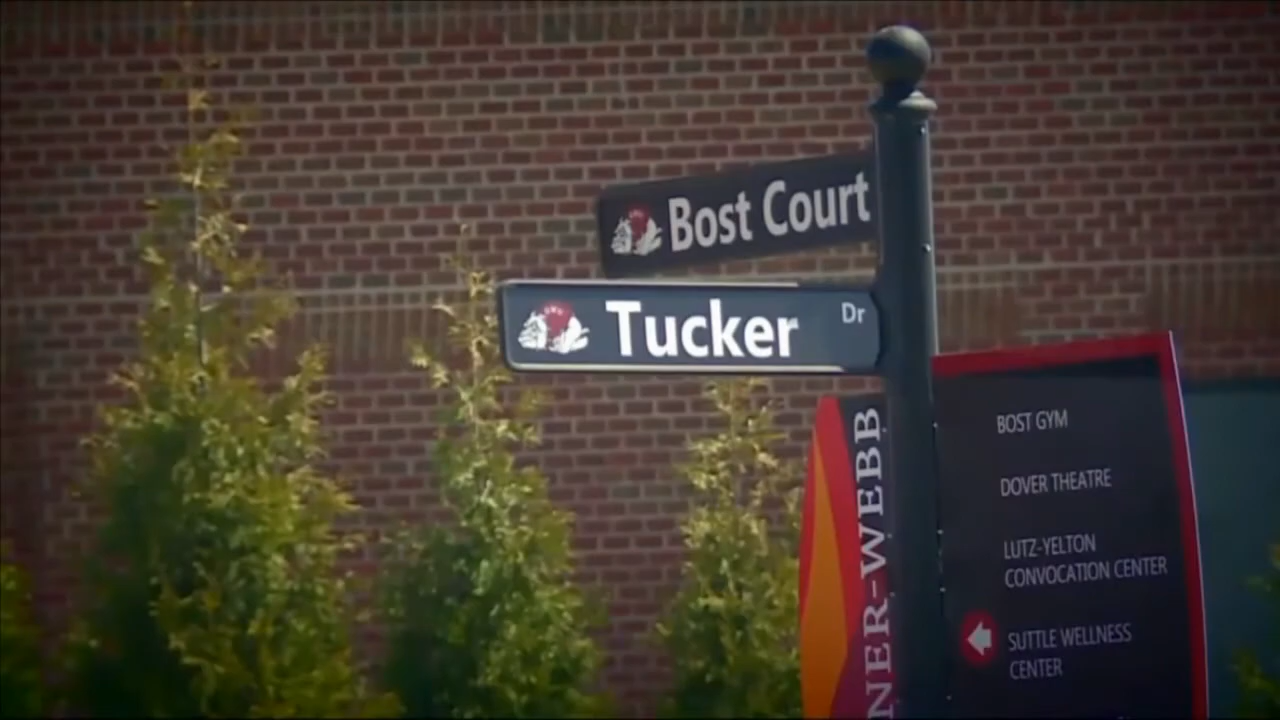 Bost Court
Tucker Dr
NER-WEBB
BOST GYM
DOVER THEATRE
LUTZ-YELTON
CONVOCATION CENTER
SUTTLE WELLNESS
CENTER